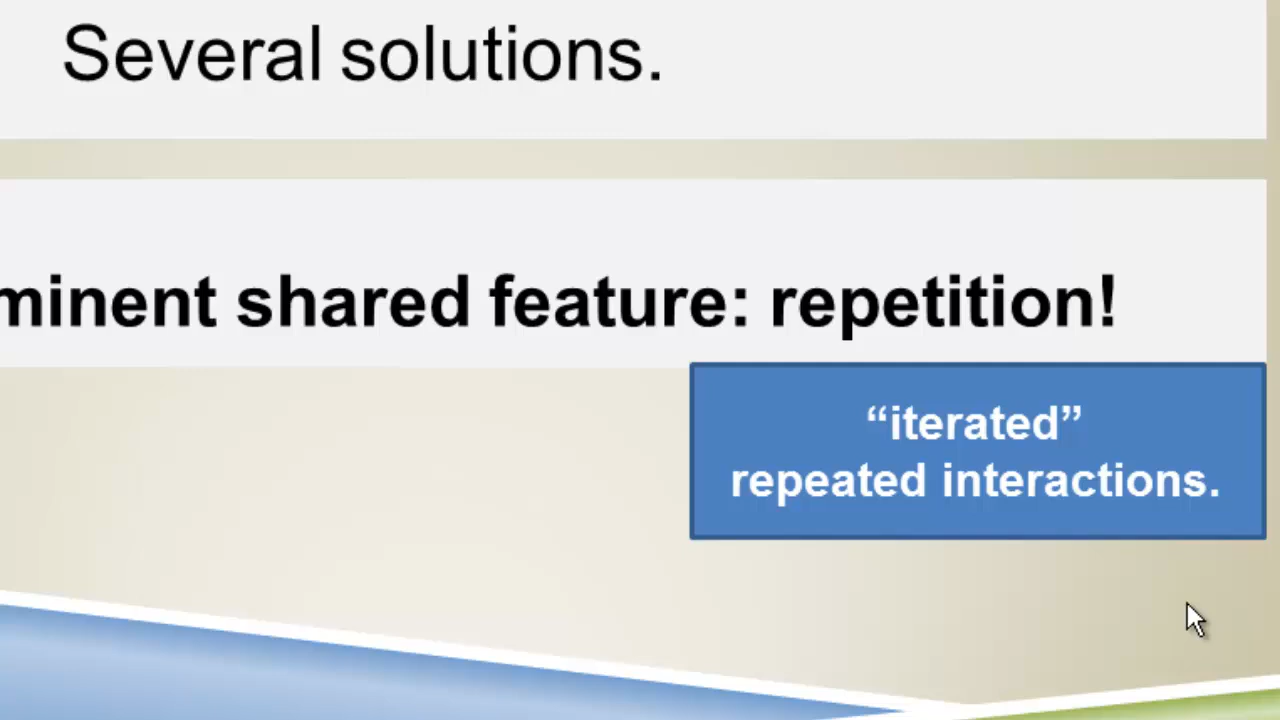 Several solutions.
minent shared feature: repetition!
“iterated”
repeated interactions.